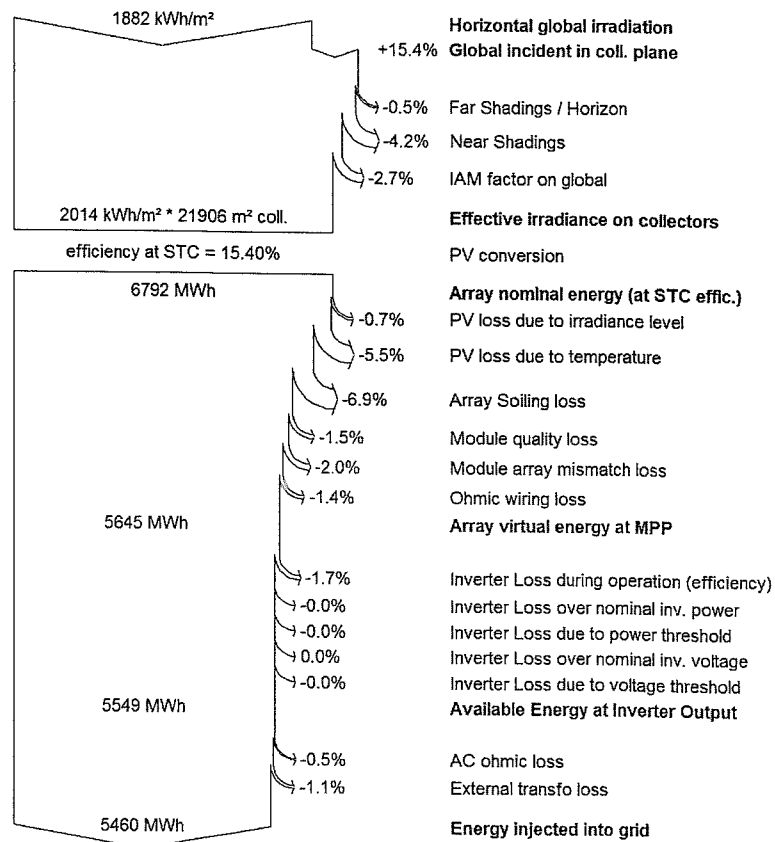 1882 kWh/m² Horizontal global irradiation
+15.4% Global incident in coll. plane
-0.5% Far Shadings / Horizon
-4.2% Near Shadings
-2.7% IAM factor on global
2014 kWh/m² * 21906 m² coll. Effective irradiance on collectors
efficiency at STC = 15.40% PV conversion
6792 MWh Array nominal energy (at STC effic.)
-0.7% PV loss due to irradiance level
-5.5% PV loss due to temperature
-6.9% Array Soiling loss
-1.5% Module quality loss
-2.0% Module array mismatch loss
-1.4% Ohmic wiring loss
5645 MWh Array virtual energy at MPP
-1.7% Inverter Loss during operation (efficiency)
-0.0% Inverter Loss over nominal inv. power
-0.0% Inverter Loss due to power threshold
0.0% Inverter Loss over nominal inv. voltage
-0.0% Inverter Loss due to voltage threshold
5549 MWh Available Energy at Inverter Output
-0.5% AC ohmic loss
-1.1% External transfo loss
5460 MWh Energy injected into grid